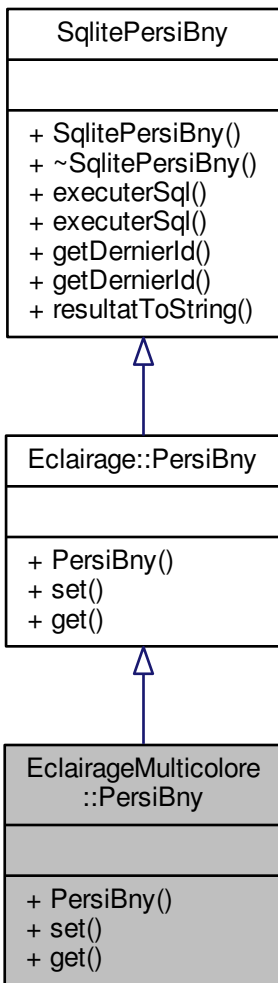 SqlitePersiBny
+ SqlitePersiBny()
+ ~SqlitePersiBny()
+ executerSql()
+ executerSql()
+ getDernierId()
+ getDernierId()
+ resultatToString()
Eclairage::PersiBny
+ PersiBny()
+ set()
+ get()
EclairageMulticolore
::PersiBny
+ PersiBny()
+ set()
+ get()